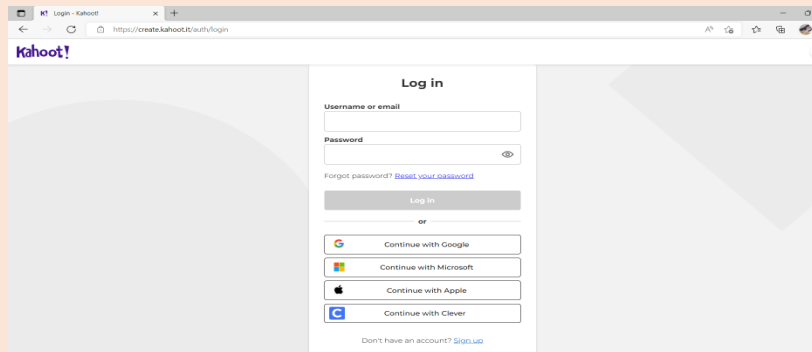 K! Login - Kahoot!
https://create.kahoot.it/auth/login
Kahoot!
Log in
Username or email
Password
Forgot password? Reset your password
Log in
or
Continue with Google
Continue with Microsoft
Continue with Apple
C Continue with Clever
Don't have an account? Sign up